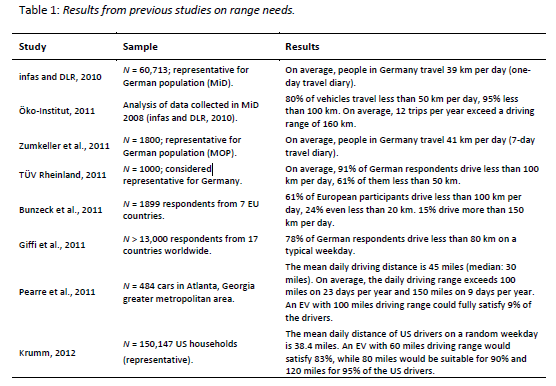 Table 1: Results from previous studies on range needs.
Study Sample Results
infas and DLR, 2010
N = 60,713; representative for
German population (MiD).
On average, people in Germany travel 39 km per day (one-
day travel diary).
Öko-Institut, 2011
Analysis of data collected in MiD
2008 (infas and DLR, 2010).
80% of vehicles travel less than 50 km per day, 95% less
than 100 km. On average, 12 trips per year exceed a driving
range of 160 km.
Zumkeller et al., 2011
N = 1800; representative for
German population (MOP).
On average, people in Germany travel 41 km per day (7-day
travel diary).
TÜV Rheinland, 2011
N = 1000; considered
representative for Germany.
On average, 91% of German respondents drive less than 100
km per day, 61% of them less than 50 km.
Bunzeck et al., 2011
N = 1899 respondents from 7 EU
countries.
61% of European participants drive less than 100 km per
day, 24% even less than 20 km. 15% drive more than 150
km per day.
Giffi et al., 2011
N > 13,000 respondents from 17
countries worldwide.
78% of German respondents drive less than 80 km on a
typical weekday.
Pearre et al., 2011
N = 484 cars in Atlanta, Georgia
greater metropolitan area.
The mean daily driving distance is 45 miles (median: 30
miles). On average, the daily driving range exceeds 100
miles on 23 days per year and 150 miles on 9 days per year.
An EV with 100 miles driving range could fully satisfy 9% of
the drivers.
Krumm, 2012
N = 150,147 US households
(representative).
The mean daily distance of US drivers on a random weekday
is 38.4 miles. An EV with 60 miles driving range would
satisfy 83%, while 80 miles would be suitable for 90% and
120 miles for 95% of the US drivers.